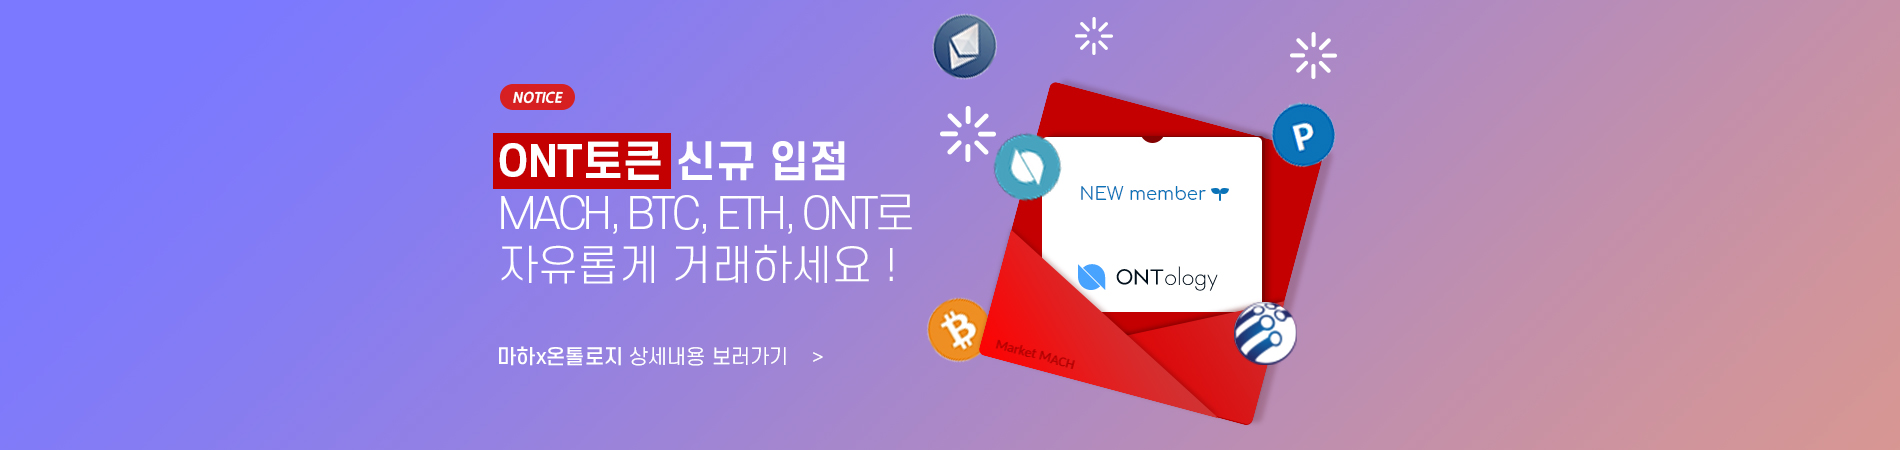 NOTICE
ONT토큰 신규 입점
MACH, BTC, ETH, ONT로
자유롭게 거래하세요 !
마하x온톨로지 상세내용 보러가기 >
P
NEW member
ONTology
Market MACH